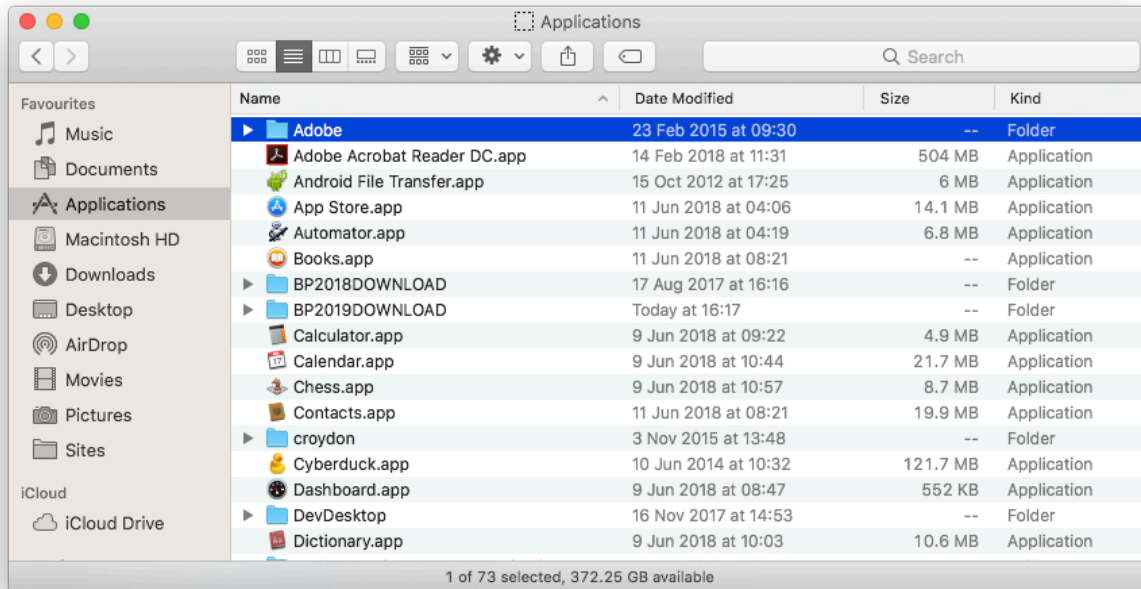 Applications
Search
Favourites
Music
Documents
Applications
Macintosh HD
Downloads
Desktop
AirDrop
Movies
Pictures
Sites
iCloud
iCloud Drive
Name Date Modified Size Kind
Adobe 23 Feb 2015 at 09:30 -- Folder
Adobe Acrobat Reader DC.app 14 Feb 2018 at 11:31 504 MB Application
Android File Transfer.app 15 Oct 2012 at 17:25 6 MB Application
App Store.app 11 Jun 2018 at 04:06 14.1 MB Application
Automator.app 11 Jun 2018 at 04:19 6.8 MB Application
Books.app 11 Jun 2018 at 08:21 -- Application
BP2018DOWNLOAD 17 Aug 2017 at 16:16 -- Folder
BP2019DOWNLOAD Today at 16:17 -- Folder
Calculator.app 9 Jun 2018 at 09:22 4.9 MB Application
17
Calendar.app 9 Jun 2018 at 10:44 21.7 MB Application
Chess.app 9 Jun 2018 at 10:57 8.7 MB Application
Contacts.app 11 Jun 2018 at 08:21 19.9 MB Application
croydon 3 Nov 2015 at 13:48 -- Folder
Cyberduck.app 10 Jun 2014 at 10:32 121.7 MB Application
Dashboard.app 9 Jun 2018 at 08:47 552 KB Application
DevDesktop 16 Nov 2017 at 14:53 -- Folder
Dictionary.app 9 Jun 2018 at 10:03 10.6 MB Application
1 of 73 selected, 372.25 GB available